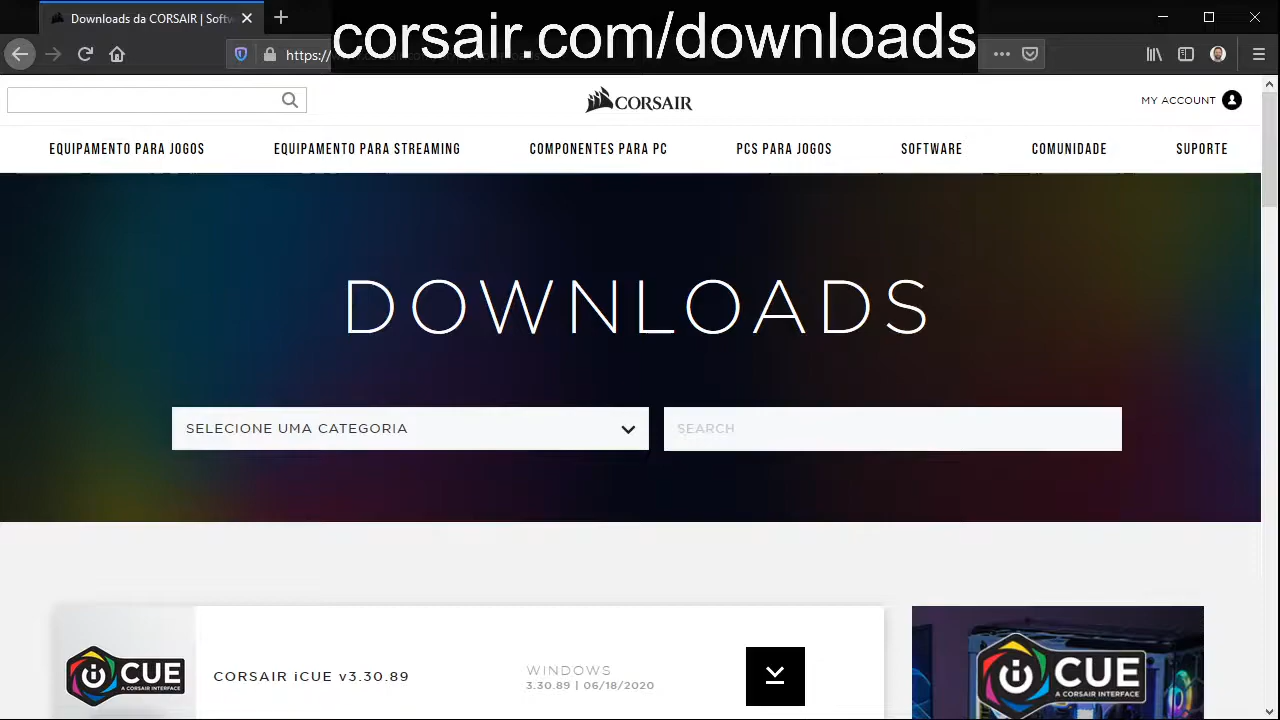 Downloads da CORSAIR | Softw
corsair.com/downloads
https://
CORSAIR
MY ACCOUNT
EQUIPAMENTO PARA JOGOS
EQUIPAMENTO PARA STREAMING
COMPONENTES PARA PC
PCS PARA JOGOS
SOFTWARE
COMUNIDADE
SUPORTE
DOWNLOADS
SELECIONE UMA CATEGORIA
SEARCH
iCUE
A CORSAIR INTERFACE
CORSAIR iCUE v3.30.89
WINDOWS
3.30.89 | 06/18/2020
iCUE
A CORSAIR INTERFACE